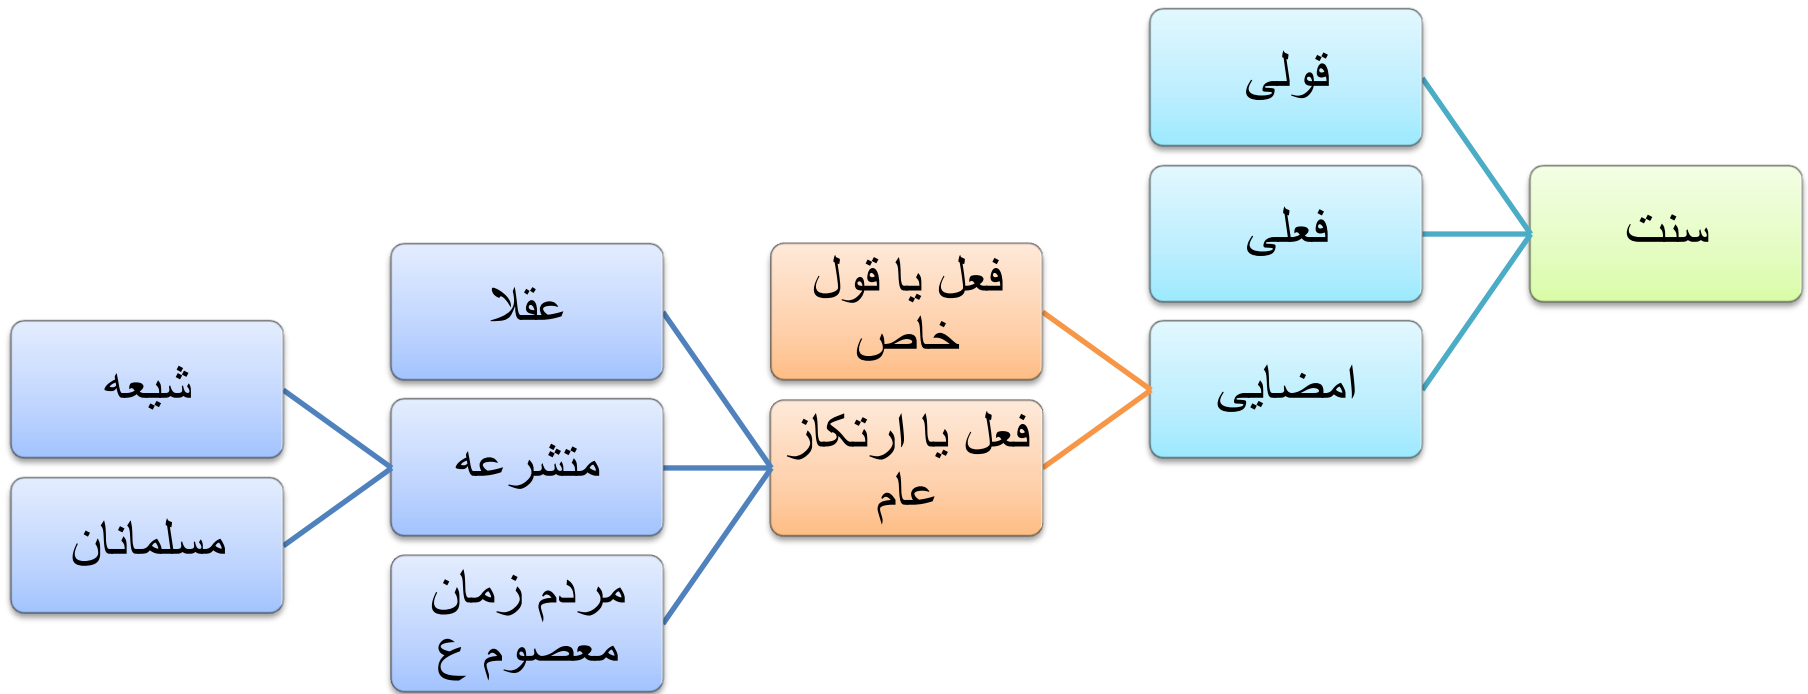 سنت
قولی
فعلی
امضایی
فعل یا قول
خاص
فعل یا ارتکاز
عام
عقلا
متشرعه
مردم زمان
معصوم ع
شیعه
مسلمانان